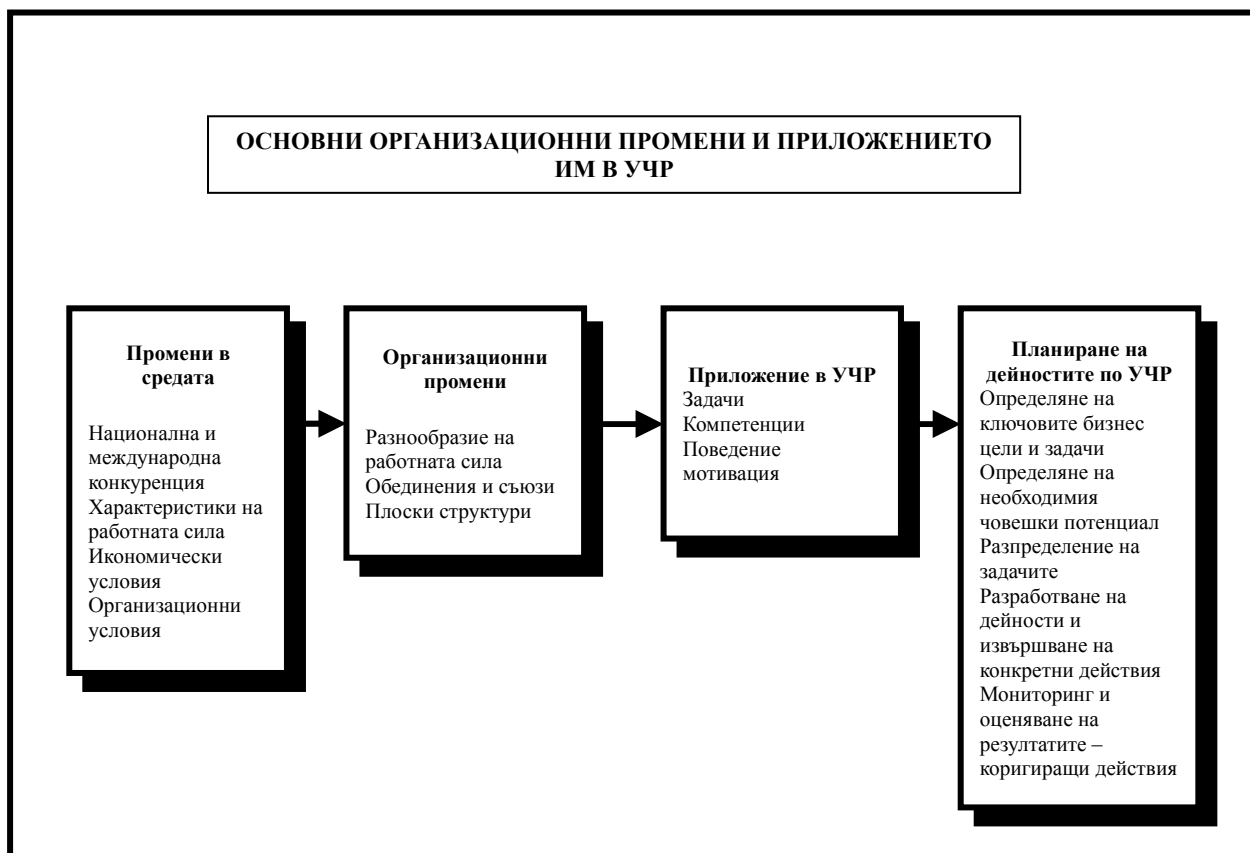 ОСНОВНИ ОРГАНИЗАЦИОННИ ПРОМЕНИ И ПРИЛОЖЕНИЕТО
ИМ В УЧР
Промени в
средата
Национална и
международна
конкуренция
Характеристики на
работната сила
Икономически
условия
Организационни
условия
Организационни
промени
Разнообразие на
работната сила
Обединения и съюзи
Плоски структури
Приложение в УЧР
Задачи
Компетенции
Поведение
мотивация
Планиране на
дейностите по УЧР
Определяне на
ключовите бизнес
цели и задачи
Определяне на
необходимия
човешки потенциал
Разпределение на
задачите
Разработване на
дейности и
извършване на
конкретни действия
Мониторинг и
оценяване на
резултатите –
коригиращи действия